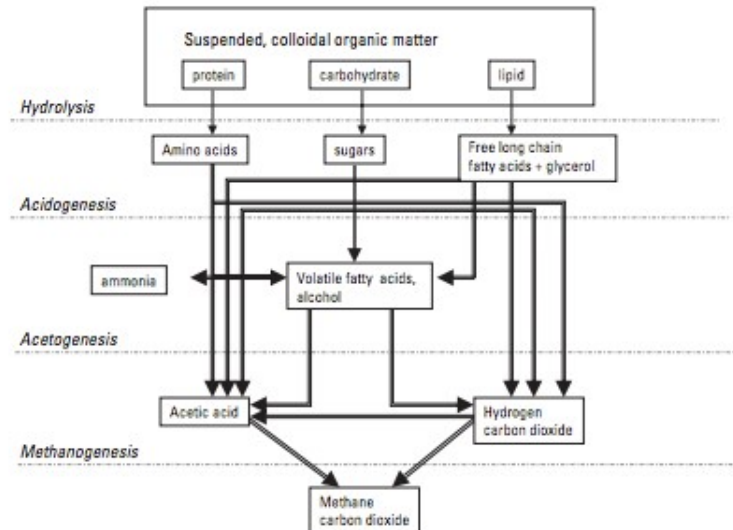 Suspended, colloidal organic matter
protein carbohydrate lipid
Hydrolysis
Amino acids sugars Free long chain
fatty acids + glycerol
Acidogenesis
ammonia Volatile fatty acids,
alcohol
Acetogenesis
Acetic acid Hydrogen
carbon dioxide
Methanogenesis
Methane
carbon dioxide